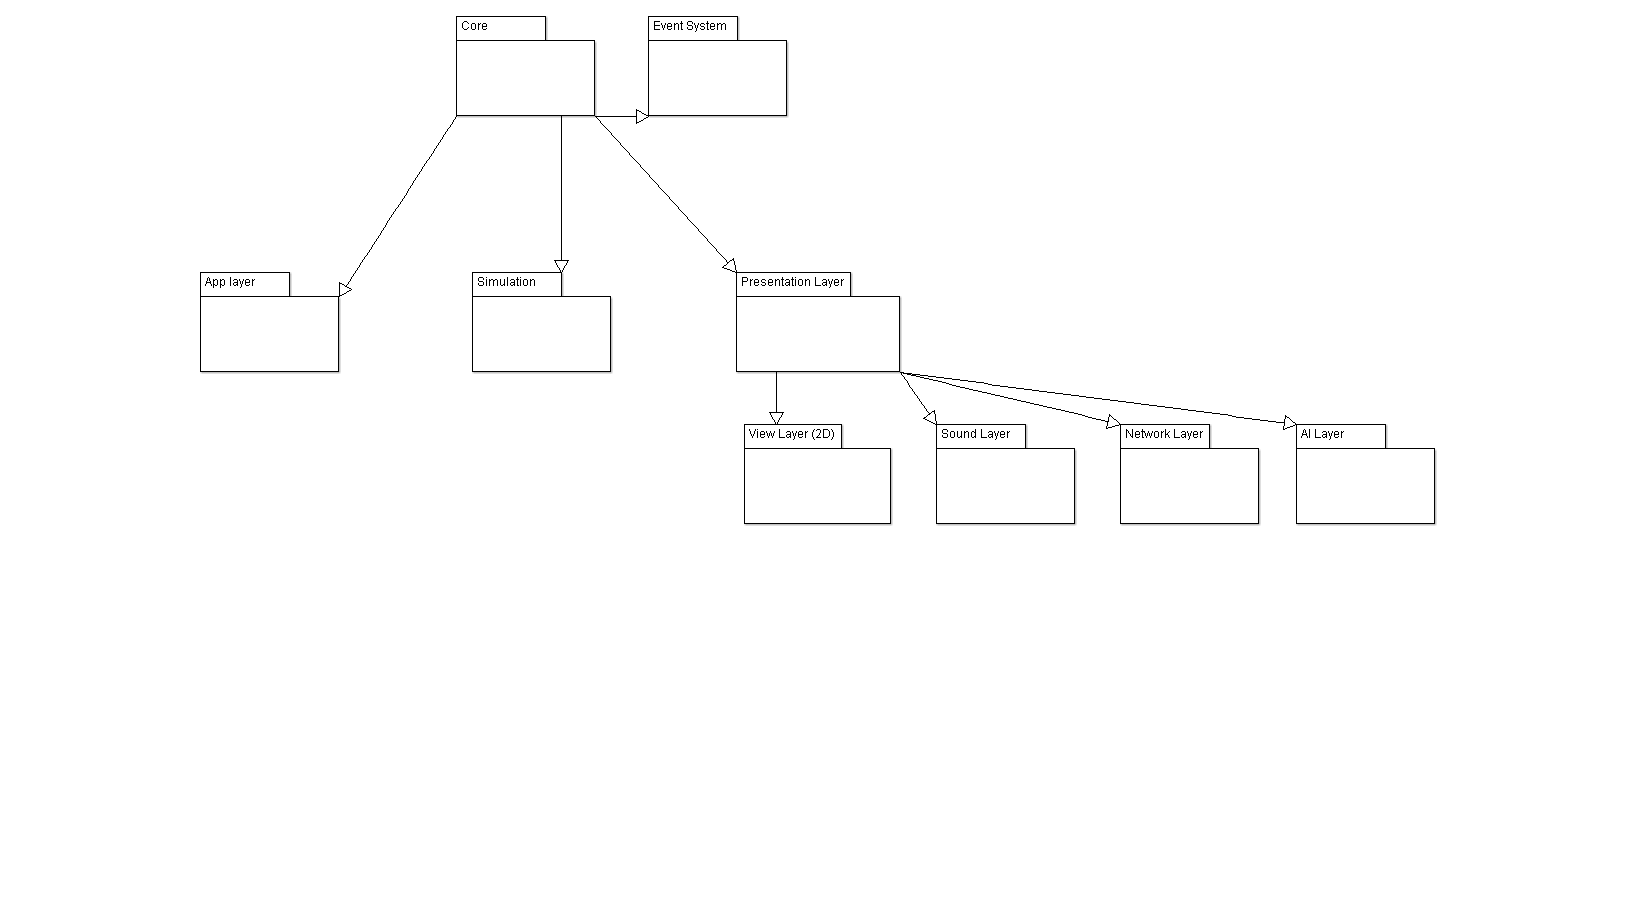 Core
Event System
App layer
Simulation
Presentation Layer
View Layer (2D)
Sound Layer
Network Layer
AI Layer